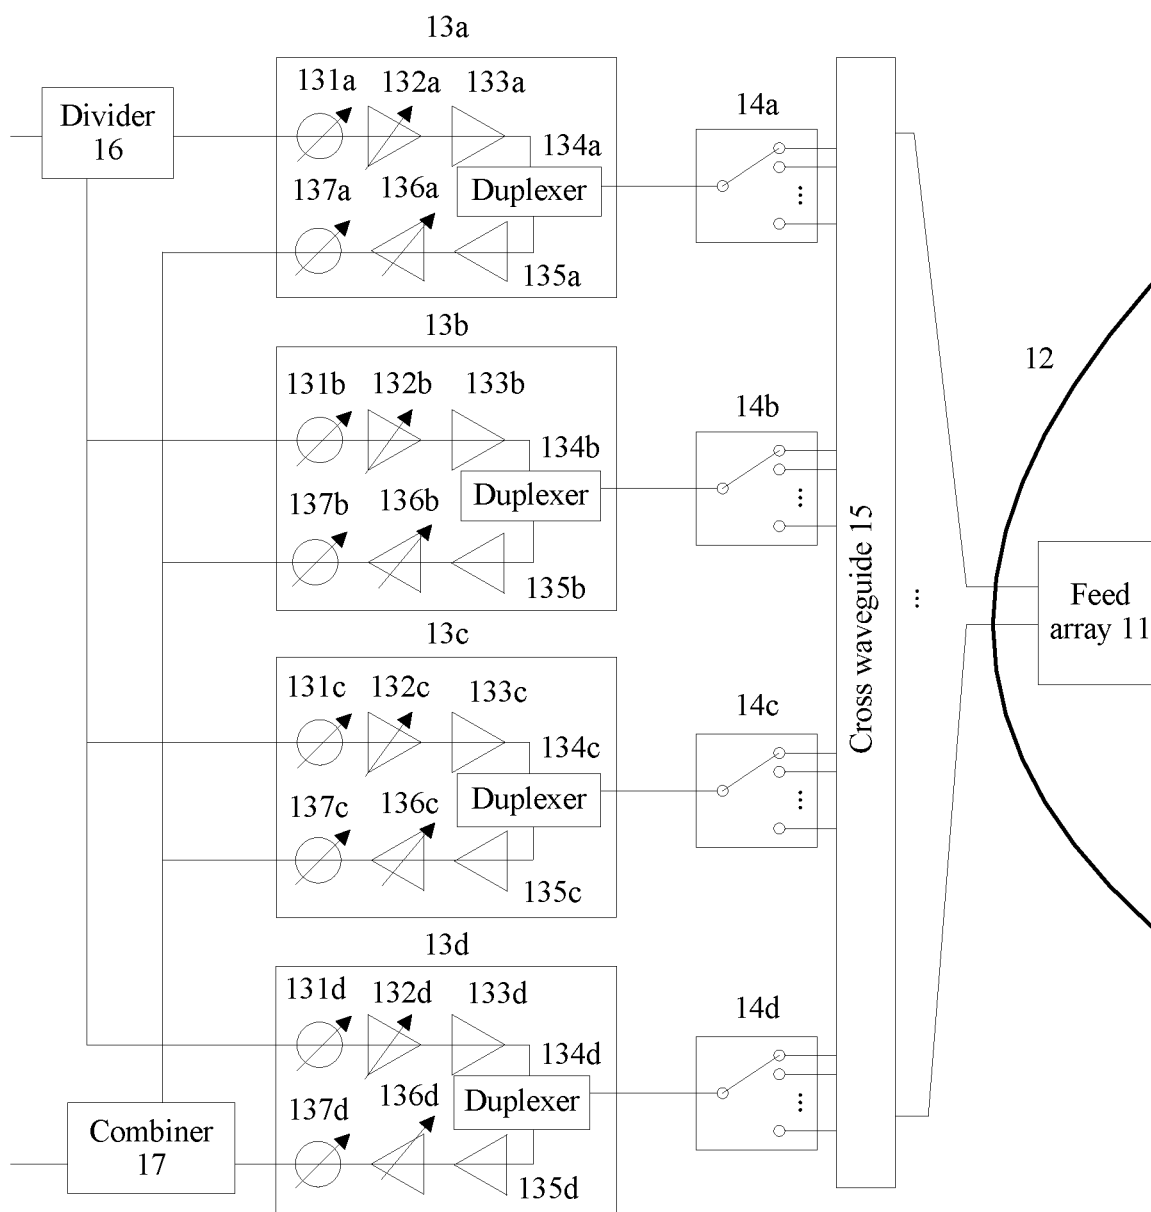 13a
131a 132a 133a
14a
Divider
16
134a
137a 136a
Duplexer
...
135a
13b
12
131b 132b 133b
14b
134b
137b 136b
Duplexer
...
135b
Cross waveguide 15
...
Feed
array 11
13c
131c 132c 133c
14c
134c
137c 136c
Duplexer
...
135c
13d
131d 132d 133d
14d
134d
137d 136d
Duplexer
...
Combiner
17
135d